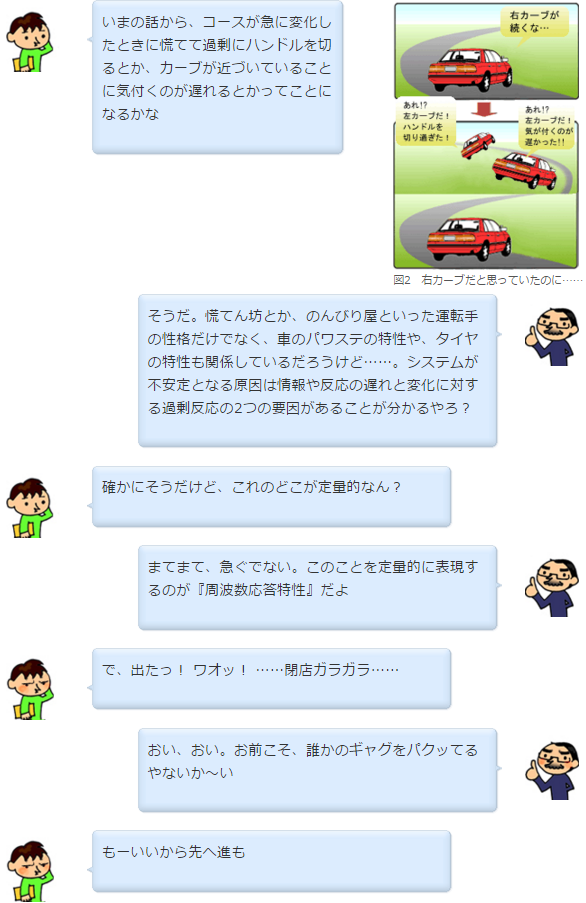 いまの話から、コースが急に変化し
たときに慌てて過剰にハンドルを切
るとか、カーブが近づいていること
に気付くのが遅れるとかってことに
なるかな
右カーブが
続くな…
あれ!?
左カーブだ！
ハンドルを
切り過ぎた！
あれ!?
左カーブだ！
気が付くのが
遅かった!!
図2　右カーブだと思っていたのに……
そうだ。慌てん坊とか、のんびり屋といった運転手
の性格だけでなく、車のパワステの特性や、タイヤ
の特性も関係しているだろうけど……。システムが
不安定となる原因は情報や反応の遅れと変化に対す
る過剰反応の2つの要因があることが分かるやろ？
確かにそうだけど、これのどこが定量的なん？
まてまて、急ぐでない。このことを定量的に表現す
るのが『周波数応答特性』だよ
で、出たっ！ ワオッ！ ……閉店ガラガラ……
おい、おい。お前こそ、誰かのギャグをパクッてる
やないか〜い
もーいいから先へ進も